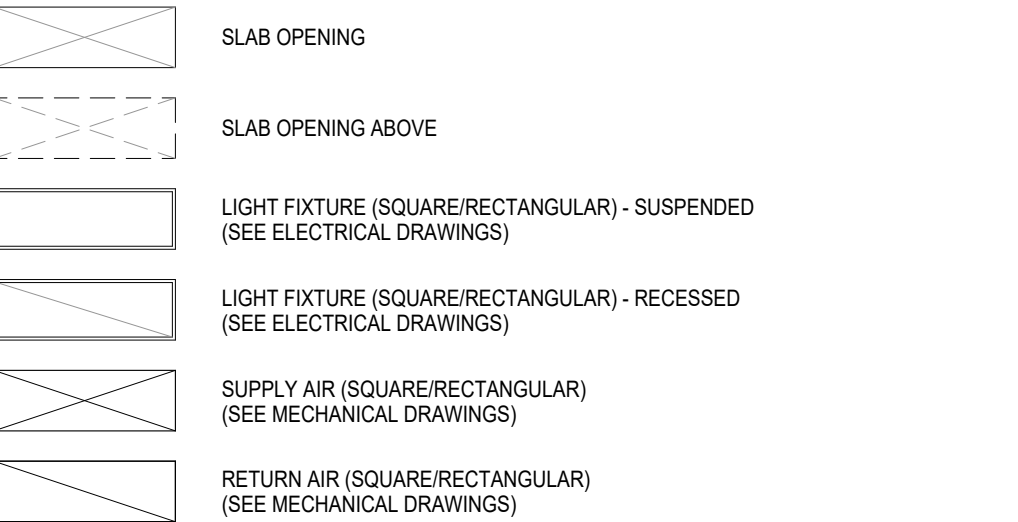 SLAB OPENING
SLAB OPENING ABOVE
LIGHT FIXTURE (SQUARE/RECTANGULAR) - SUSPENDED
(SEE ELECTRICAL DRAWINGS)
LIGHT FIXTURE (SQUARE/RECTANGULAR) - RECESSED
(SEE ELECTRICAL DRAWINGS)
SUPPLY AIR (SQUARE/RECTANGULAR)
(SEE MECHANICAL DRAWINGS)
RETURN AIR (SQUARE/RECTANGULAR)
(SEE MECHANICAL DRAWINGS)